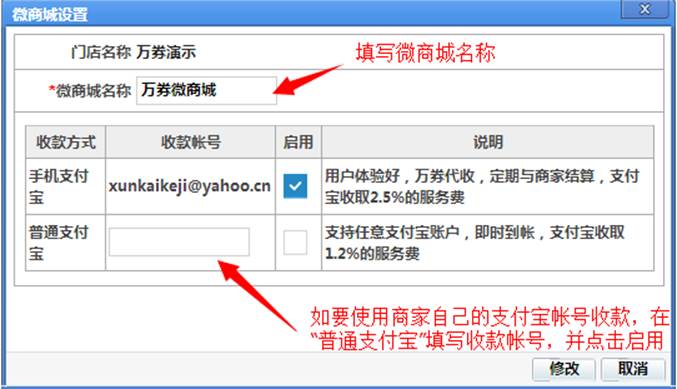 微商城设置
门店名称 万券演示
填写微商城名称
*微商城名称 万券微商城
收款方式 收款帐号 启用 说明
手机支付
宝
xunkaikeji@yahoo.cn
用户体验好，万券代收，定期与商家结算，支付
宝收取2.5%的服务费
普通支付
宝
支持任意支付宝账户，即时到帐，支付宝收取
1.2%的服务费
如要使用商家自己的支付宝帐号收款，在
“普通支付宝”填写收款帐号，并点击启用
修改 取消